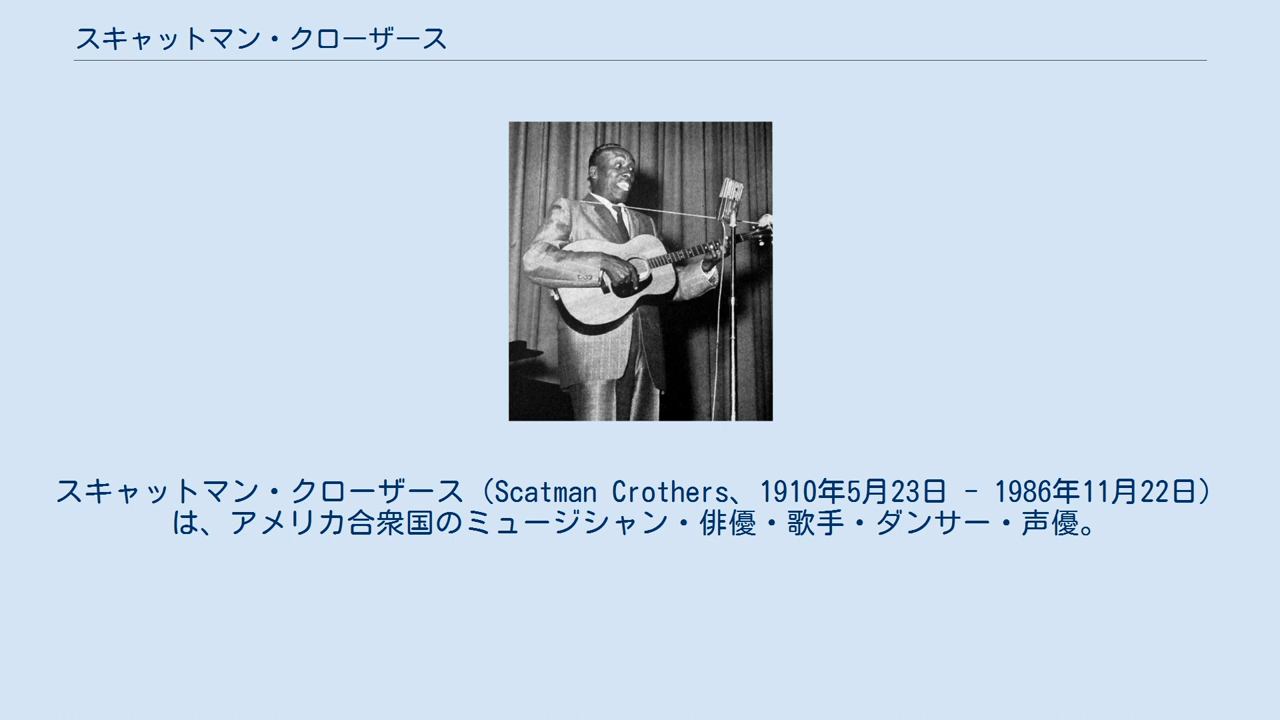 スキャットマン・クローザース
スキャットマン・クローザース（Scatman Crothers、1910年5月23日 - 1986年11月22日）
は、アメリカ合衆国のミュージシャン・俳優・歌手・ダンサー・声優。